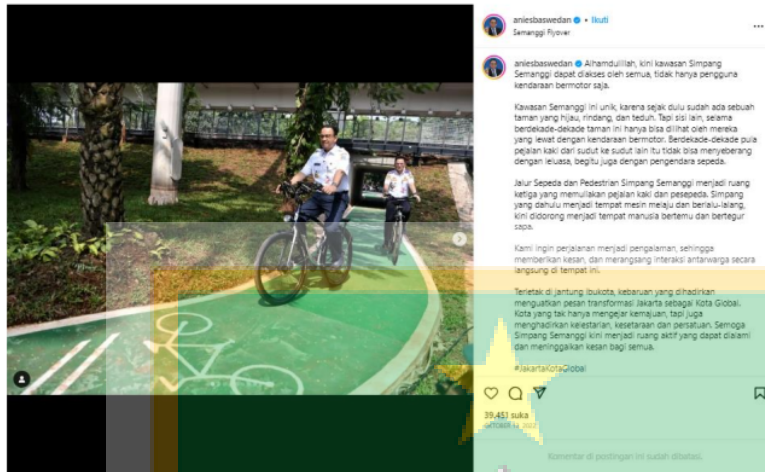 aniesbaswedan • Ikuti
Semanggi Flyover
aniesbaswedan Alhamdulillah, kini kawasan Simpang
Semanggi dapat diakses oleh semua, tidak hanya pengguna
kendaraan bermotor saja.
Kawasan Semanggi ini unik, karena sejak dulu sudah ada sebuah
taman yang hijau, rindang, dan teduh. Tapi sisi lain, selama
berdekade-dekade taman ini hanya bisa dilihat oleh mereka
yang lewat dengan kendaraan bermotor. Berdekade-dekade pula
pejalan kaki dari sudut ke sudut lain itu tidak bisa menyeberang
dengan leluasa, begitu juga dengan pengendara sepeda.
Jalur Sepeda dan Pedestrian Simpang Semanggi menjadi ruang
ketiga yang memuliakan pejalan kaki dan pesepeda. Simpang
yang dahulu menjadi tempat mesin melaju dan berlalu-lalang,
kini didorong menjadi tempat manusia bertemu dan bertegur
sapa.
Kami ingin perjalanan menjadi pengalaman, sehingga
memberikan kesan, dan merangsang interaksi antarwarga secara
langsung di tempat ini.
Terletak di jantung ibukota, kebaruan yang dihadirkan
menguatkan pesan transformasi Jakarta sebagai Kota Global.
Kota yang tak hanya mengejar kemajuan, tapi juga
menghadirkan kelestarian, kesetaraan dan persatuan. Semoga
Simpang Semanggi kini menjadi ruang aktif yang dapat dialami
dan meninggalkan kesan bagi semua.
#JakartaKotaGlobal
39,451 suka
OCTOBER 13, 2022
Komentar di postingan ini sudah dibatasi.